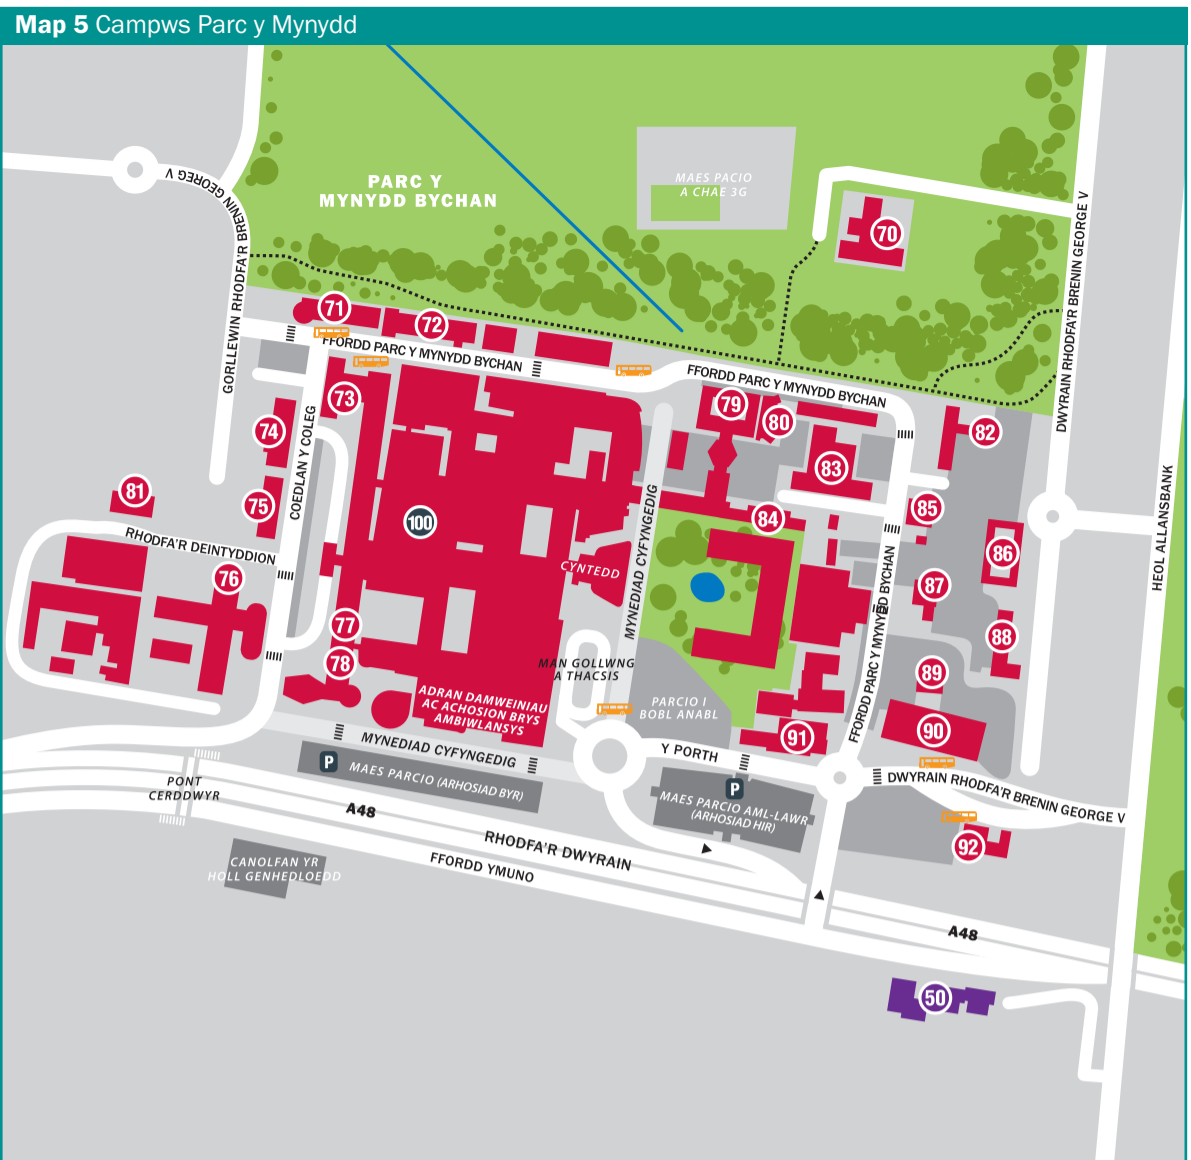 Map 5 Campws Parc y Mynydd
PARC Y
MYNYDD BYCHAN
MAES PACIO
A CHAE 3G
GORLLEWIN RHODFA'R BRENIN GEOREG V
DWYRAIN RHODFA'R BRENIN GEORGE V
70
71
72
FFORDD PARC Y MYNYDD BYCHAN
FFORDD PARC Y MYNYDD BYCHAN
73
74
79
80
82
83
COEDLAN Y COLEG
81
75
100
84
85
HEOL ALLANSBANK
RHODFA'R DEINTYDDION
76
CYNTEDD
MYNEDIAD CYFYNGEDIG
86
87
77
78
88
89
MAN GOLLWNG
A THACSIS
FFORDD PARC Y MYNYDD BYCHAN
ADRAN DAMWEINIAU
AC ACHOSION BRYS
AMBIWLANSYS
PARCIO I
BOBL ANABL
90
91
MYNEDIAD CYFYNGEDIG
Y PORTH
P
MAES PARCIO (ARHOSIAD BYR)
P
MAES PARCIO AML-LAWR
(ARHOSIAD HIR)
DWYRAIN RHODFA'R BRENIN GEORGE V
PONT
CERDDWYR
A48
92
RHODFA'R DWYRAIN
FFORDD YMUNO
CANOLFAN YR
HOLL GENHEDLOEDD
A48
50